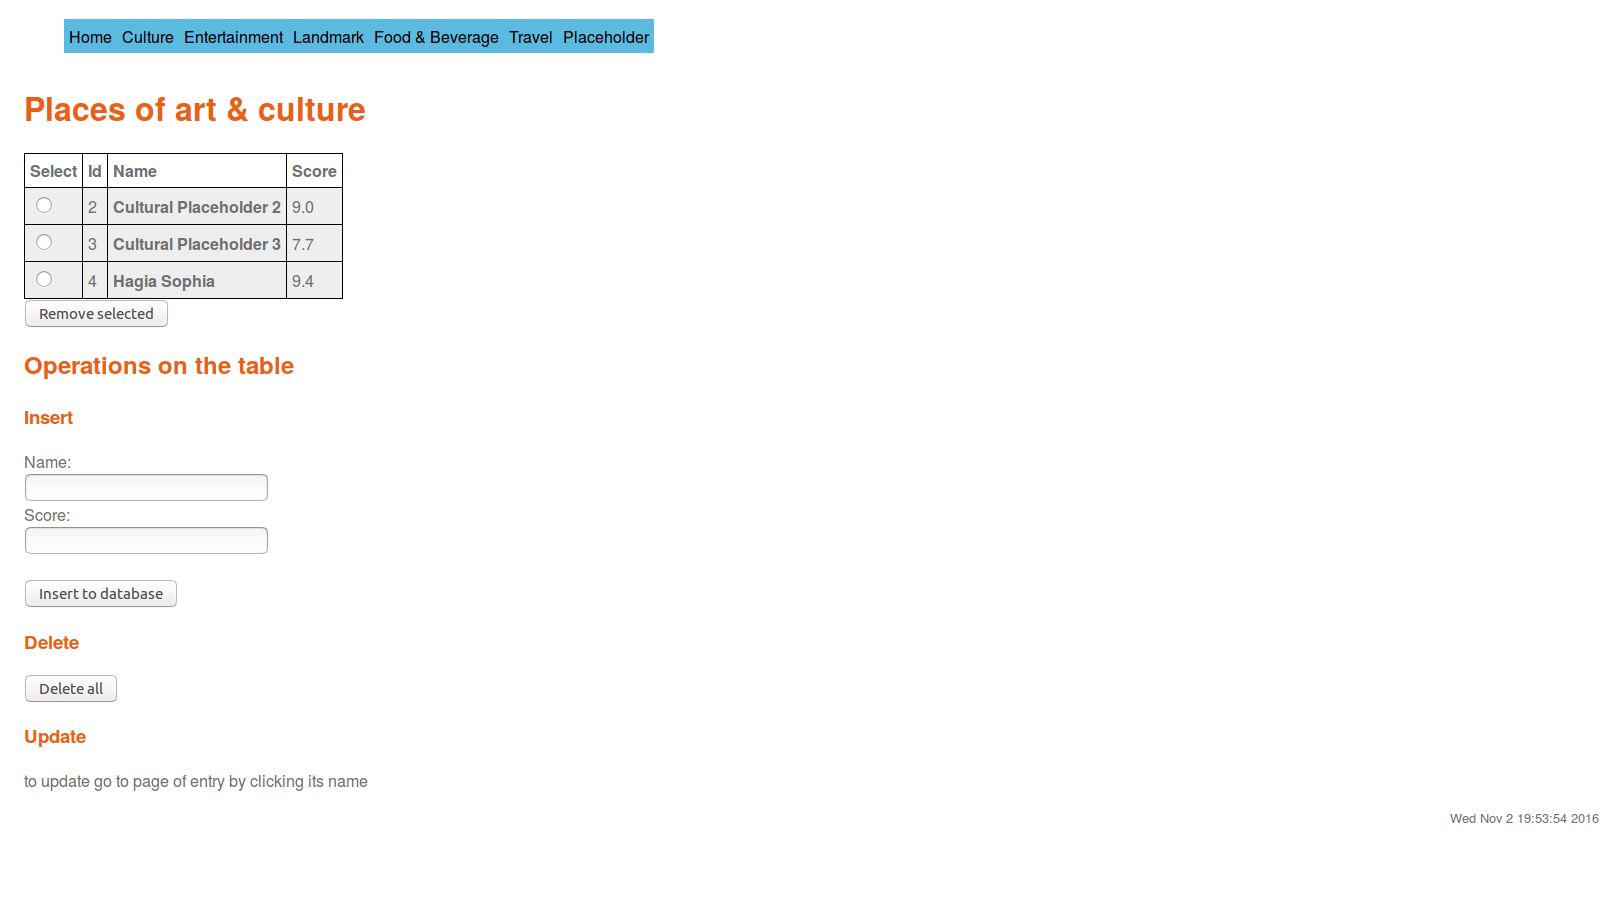 Home Culture Entertainment Landmark Food & Beverage Travel Placeholder
Places of art & culture
Select Id Name Score
2 Cultural Placeholder 2 9.0
3 Cultural Placeholder 3 7.7
4 Hagia Sophia 9.4
Remove selected
Operations on the table
Insert
Name:
Score:
Insert to database
Delete
Delete all
Update
to update go to page of entry by clicking its name
Wed Nov 2 19:53:54 2016